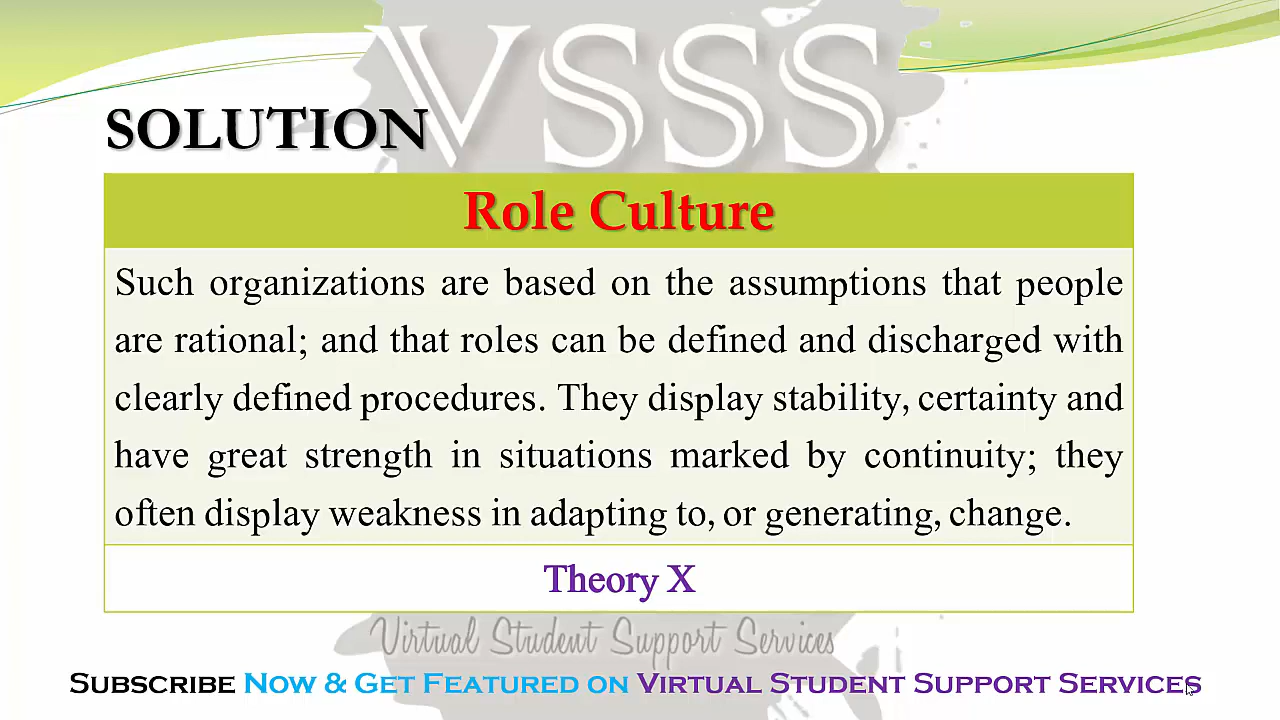 VSSS
SOLUTION
Role Culture
Such organizations are based on the assumptions that people
are rational; and that roles can be defined and discharged with
clearly defined procedures. They display stability, certainty and
have great strength in situations marked by continuity; they
often display weakness in adapting to, or generating, change.
Theory X
Virtual Student Support Services
SUBSCRIBE NOW & GET FEATURED ON VIRTUAL STUDENT SUPPORT SERVICES